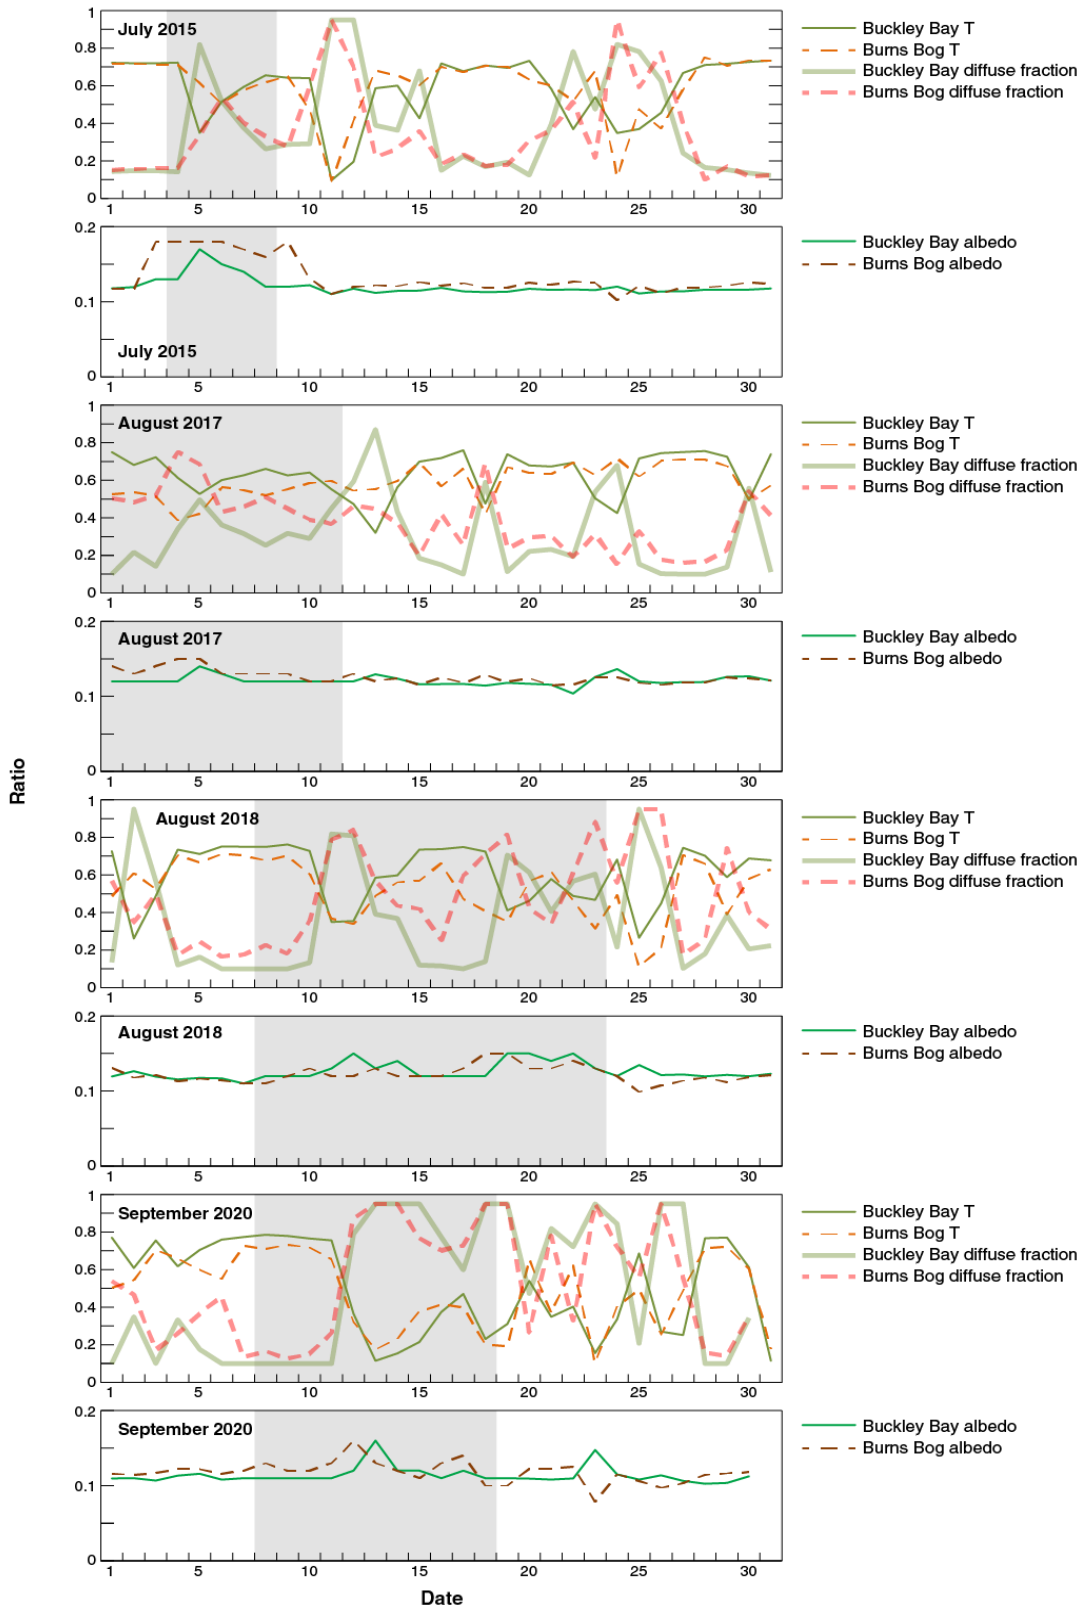 July 2015
1
0.8
0.6
0.4
0.2
0
1 5 10 15 20 25 30
Buckley Bay T
Burns Bog T
Buckley Bay diffuse fraction
Burns Bog diffuse fraction
0.2
0.1
0
July 2015
1 5 10 15 20 25 30
Buckley Bay albedo
Burns Bog albedo
August 2017
1
0.8
0.6
0.4
0.2
0
1 5 10 15 20 25 30
Buckley Bay T
Burns Bog T
Buckley Bay diffuse fraction
Burns Bog diffuse fraction
August 2017
0.2
0.1
0
1 5 10 15 20 25 30
Buckley Bay albedo
Burns Bog albedo
Ratio
August 2018
1
0.8
0.6
0.4
0.2
0
1 5 10 15 20 25 30
Buckley Bay T
Burns Bog T
Buckley Bay diffuse fraction
Burns Bog diffuse fraction
August 2018
0.2
0.1
0
1 5 10 15 20 25 30
Buckley Bay albedo
Burns Bog albedo
September 2020
1
0.8
0.6
0.4
0.2
0
1 5 10 15 20 25 30
Buckley Bay T
Burns Bog T
Buckley Bay diffuse fraction
Burns Bog diffuse fraction
September 2020
0.2
0.1
0
1 5 10 15 20 25 30
Buckley Bay albedo
Burns Bog albedo
Date